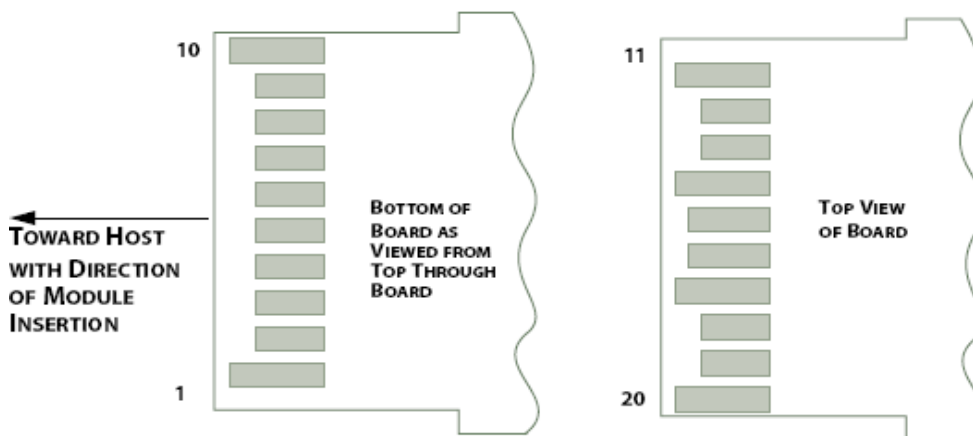 10
1
TOWARD HOST
WITH DIRECTION
OF MODULE
INSERTION
BOTTOM OF
BOARD AS
VIEWED FROM
TOP THROUGH
BOARD
11
20
TOP VIEW
OF BOARD